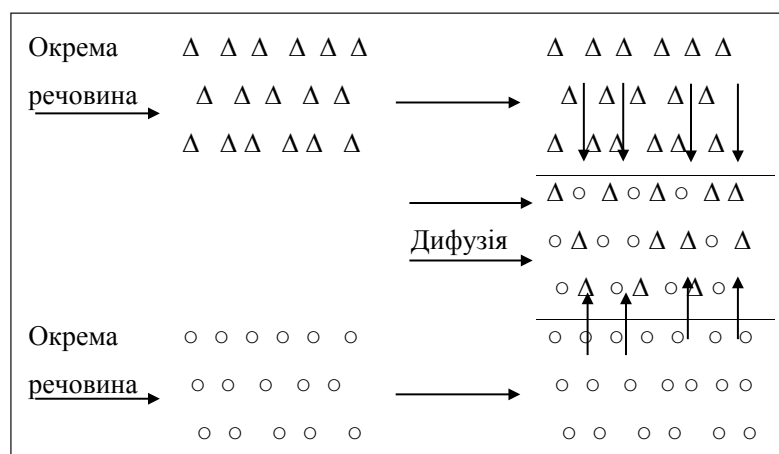 Окрема
речовина
Дифузія
Окрема
речовина